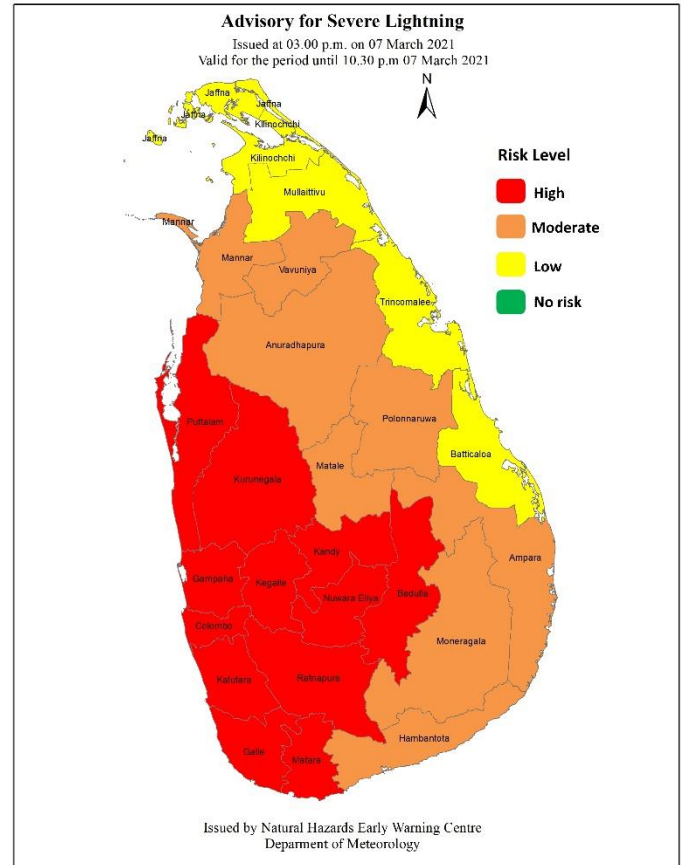 Advisory for Severe Lightning
Issued at 03.00 p.m. on 07 March 2021
Valid for the period until 10.30 p.m 07 March 2021
N
Jaffna
Jaffna
Jaffna
Kilinochchi
Jaffna
Kilinochchi
Risk Level
High
Mullaittivu
Mannar
Moderate
Mannar
Low
Vavuniya
Trincomalee
No risk
Anuradhapura
Polonnaruwa
Puttalam
Batticaloa
Matale
Kurunegala
Kandy
Ampara
Gampaha
Kegalle
Nuwara Eliya
Badulla
Colombo
Moneragala
Kalutara
Ratnapura
Hambantota
Galle
Matara
Issued by Natural Hazards Early Warning Centre
Deparment of Meteorology